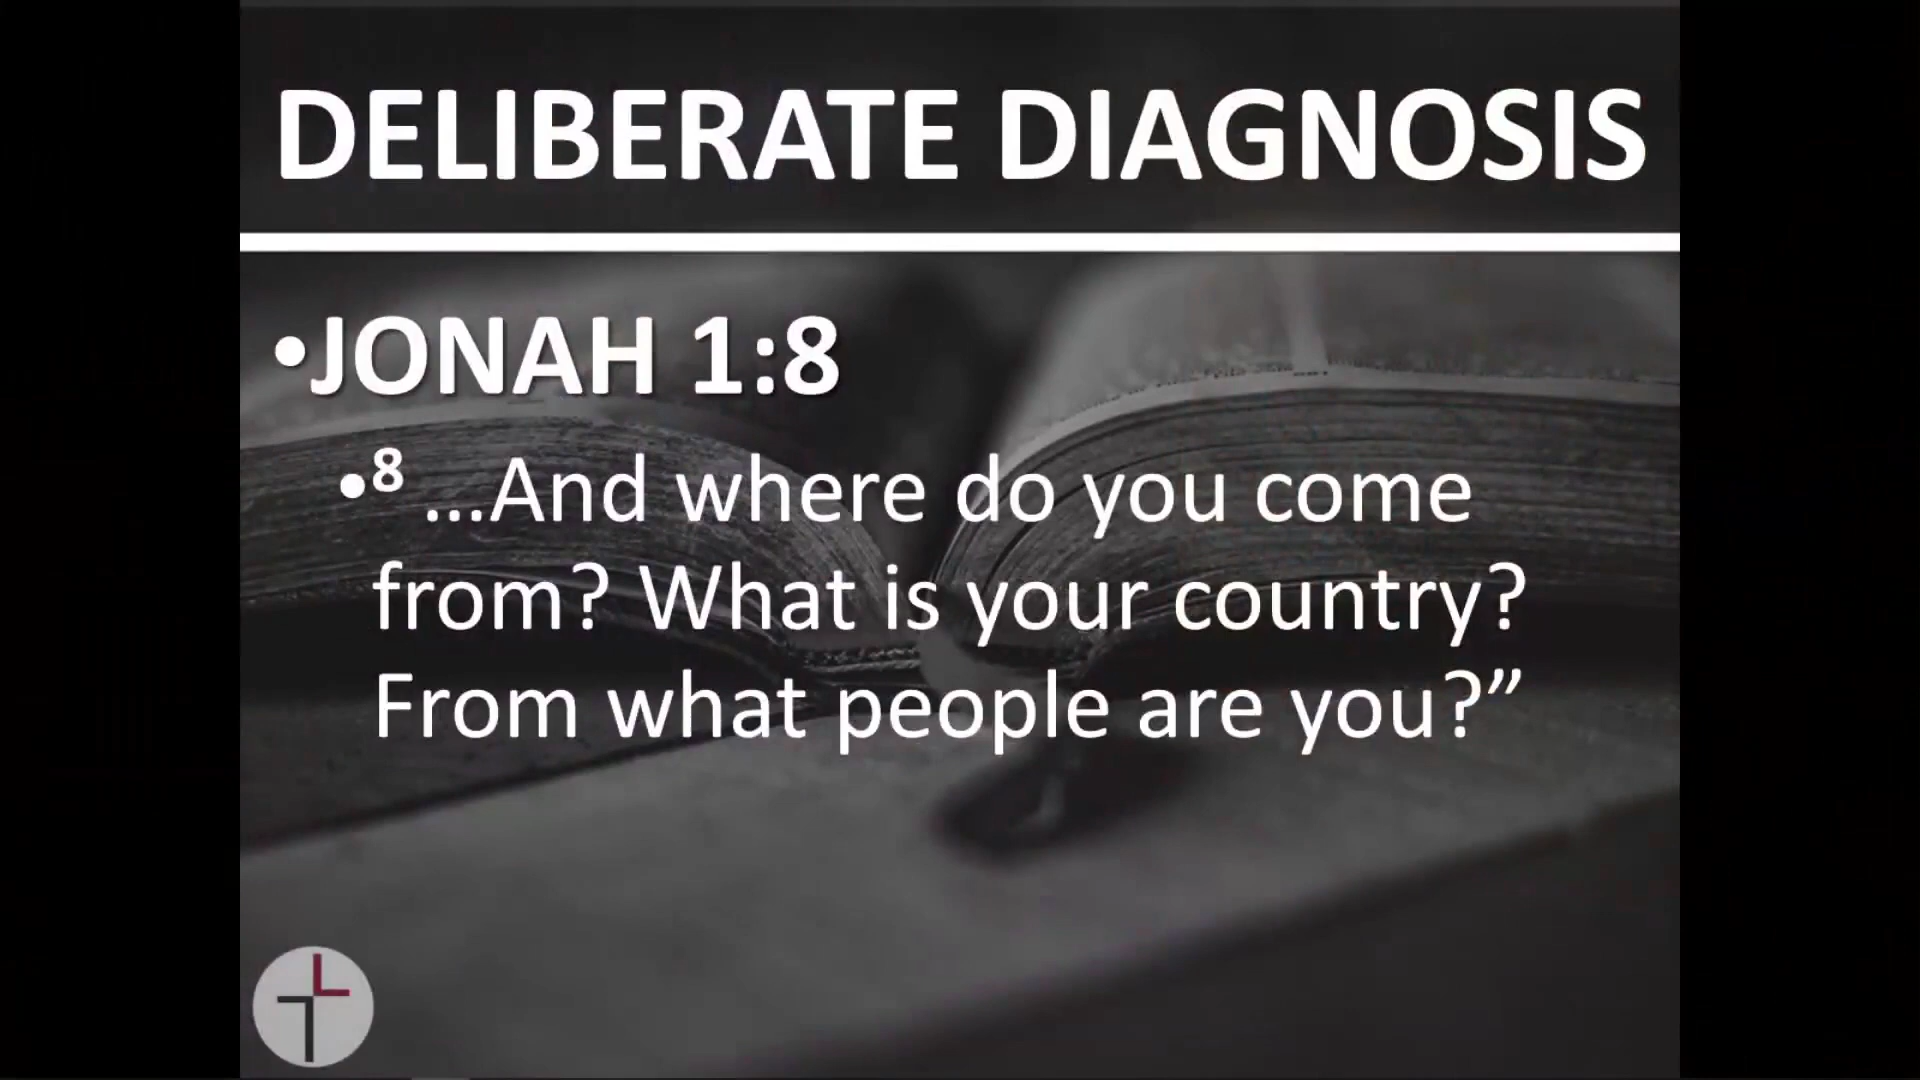 DELIBERATE DIAGNOSIS
•JONAH 1:8
•8 ...And where do you come
from? What is your country?
From what people are you?”